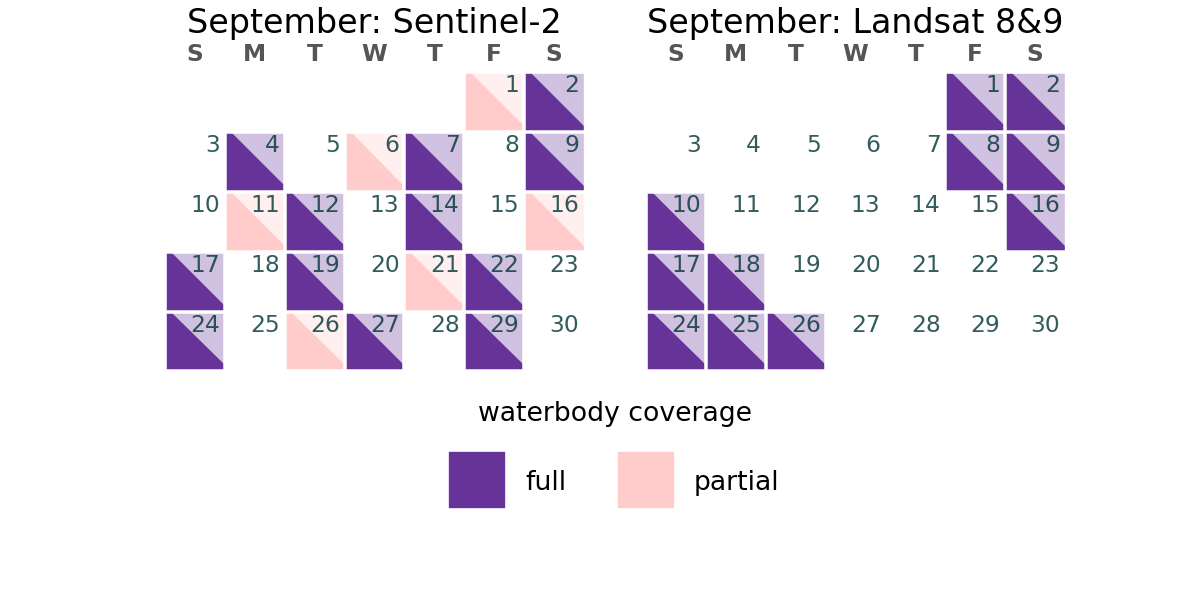 September: Sentinel-2
S M T W T F S
1 2
3 4 5 6 7 8 9
10 11 12 13 14 15 16
17 18 19 20 21 22 23
24 25 26 27 28 29 30
September: Landsat 8&9
S M T W T F S
1 2
3 4 5 6 7 8 9
10 11 12 13 14 15 16
17 18 19 20 21 22 23
24 25 26 27 28 29 30
waterbody coverage
full partial